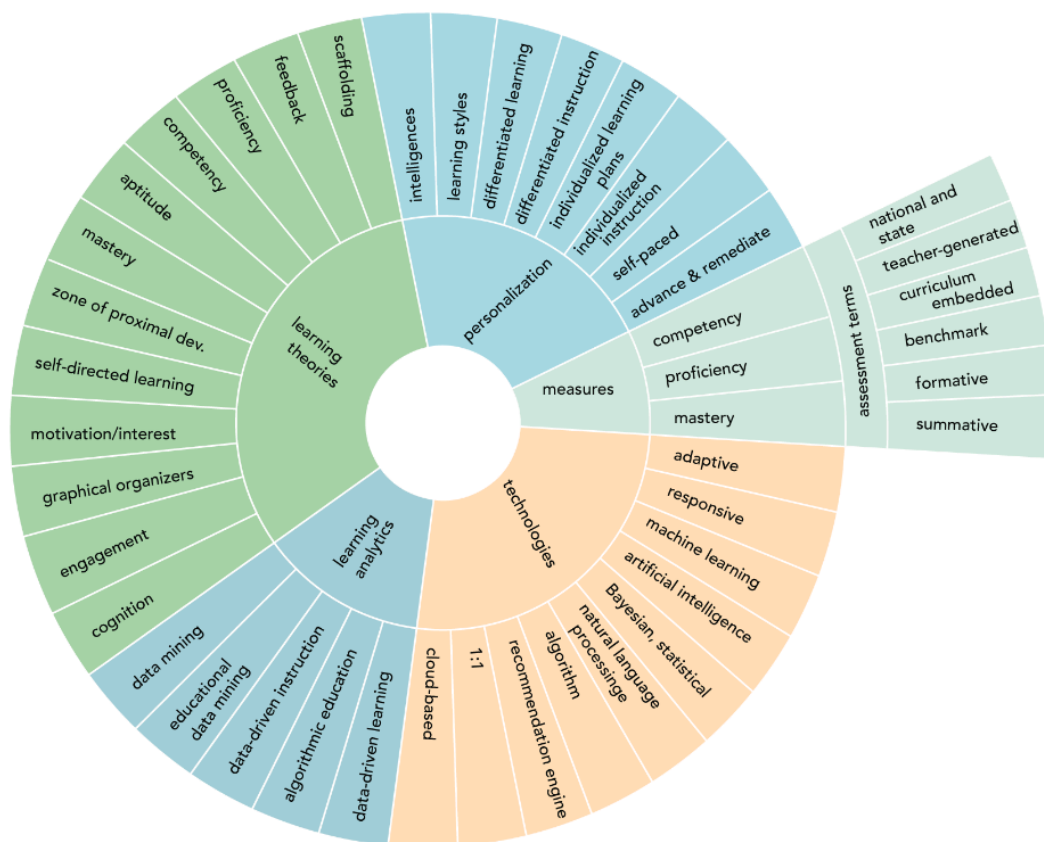 scaffolding
feedback
proficiency
competency
aptitude
mastery
zone of proximal dev.
self-directed learning
motivation/interest
graphical organizers
engagement
cognition
learning
theories
intelligences
learning styles
differentiated learning
differentiated instruction
individualized learning
plans
individualized
instruction
self-paced
advance & remediate
personalization
measures
competency
proficiency
mastery
assessment terms
national and
state
teacher-generated
curriculum
embedded
benchmark
formative
summative
technologies
adaptive
responsive
machine learning
artificial intelligence
Bayesian, statistical
natural language
processinge
algorithm
recommendation engine
1:1
cloud-based
learning
analytics
data-driven learning
algorithmic education
data-driven instruction
educational
data mining
data mining